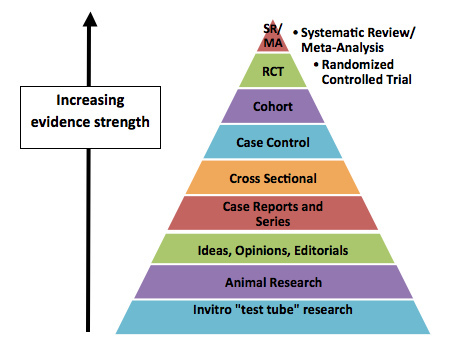 SR/
MA
• Systematic Review/
Meta-Analysis
• Randomized
Controlled Trial
RCT
Increasing
evidence strength
Cohort
Case Control
Cross Sectional
Case Reports and
Series
Ideas, Opinions, Editorials
Animal Research
Invitro "test tube" research